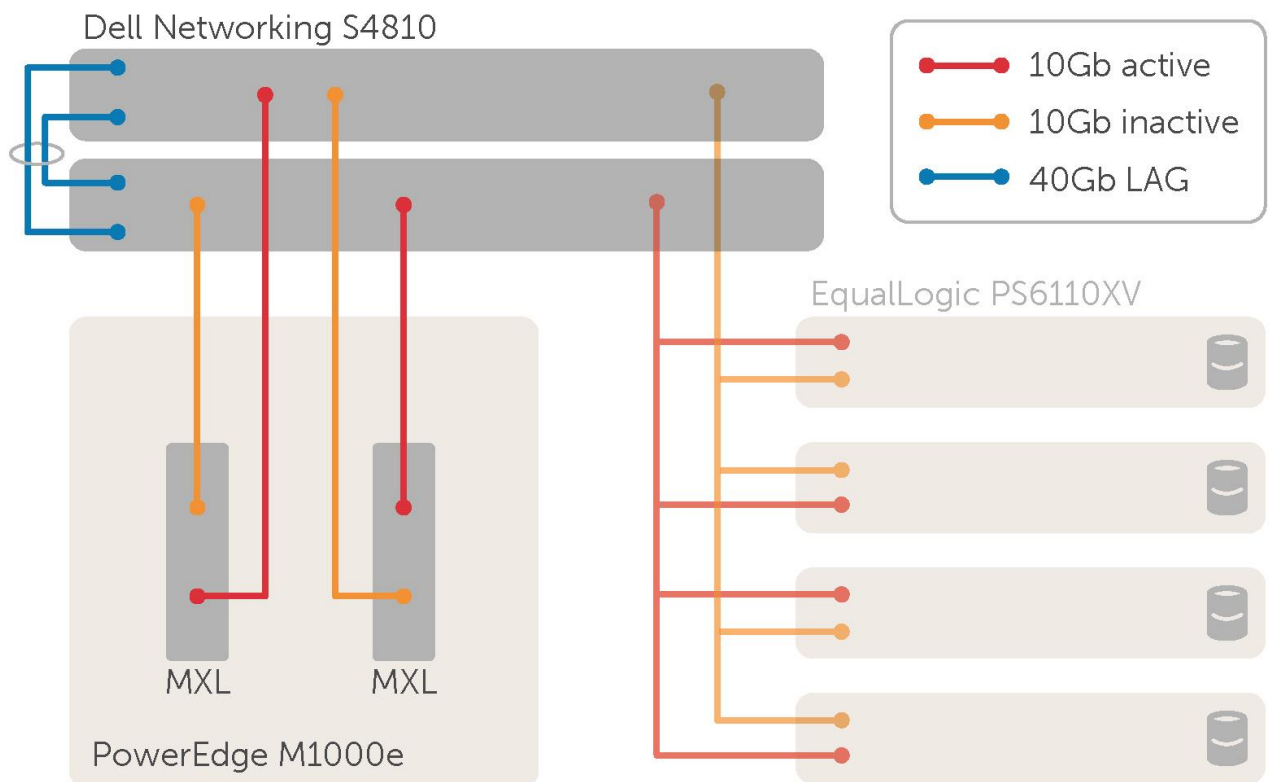 Dell Networking S4810
10Gb active
10Gb inactive
40Gb LAG
EqualLogic PS6110XV
MXL
MXL
PowerEdge M1000e